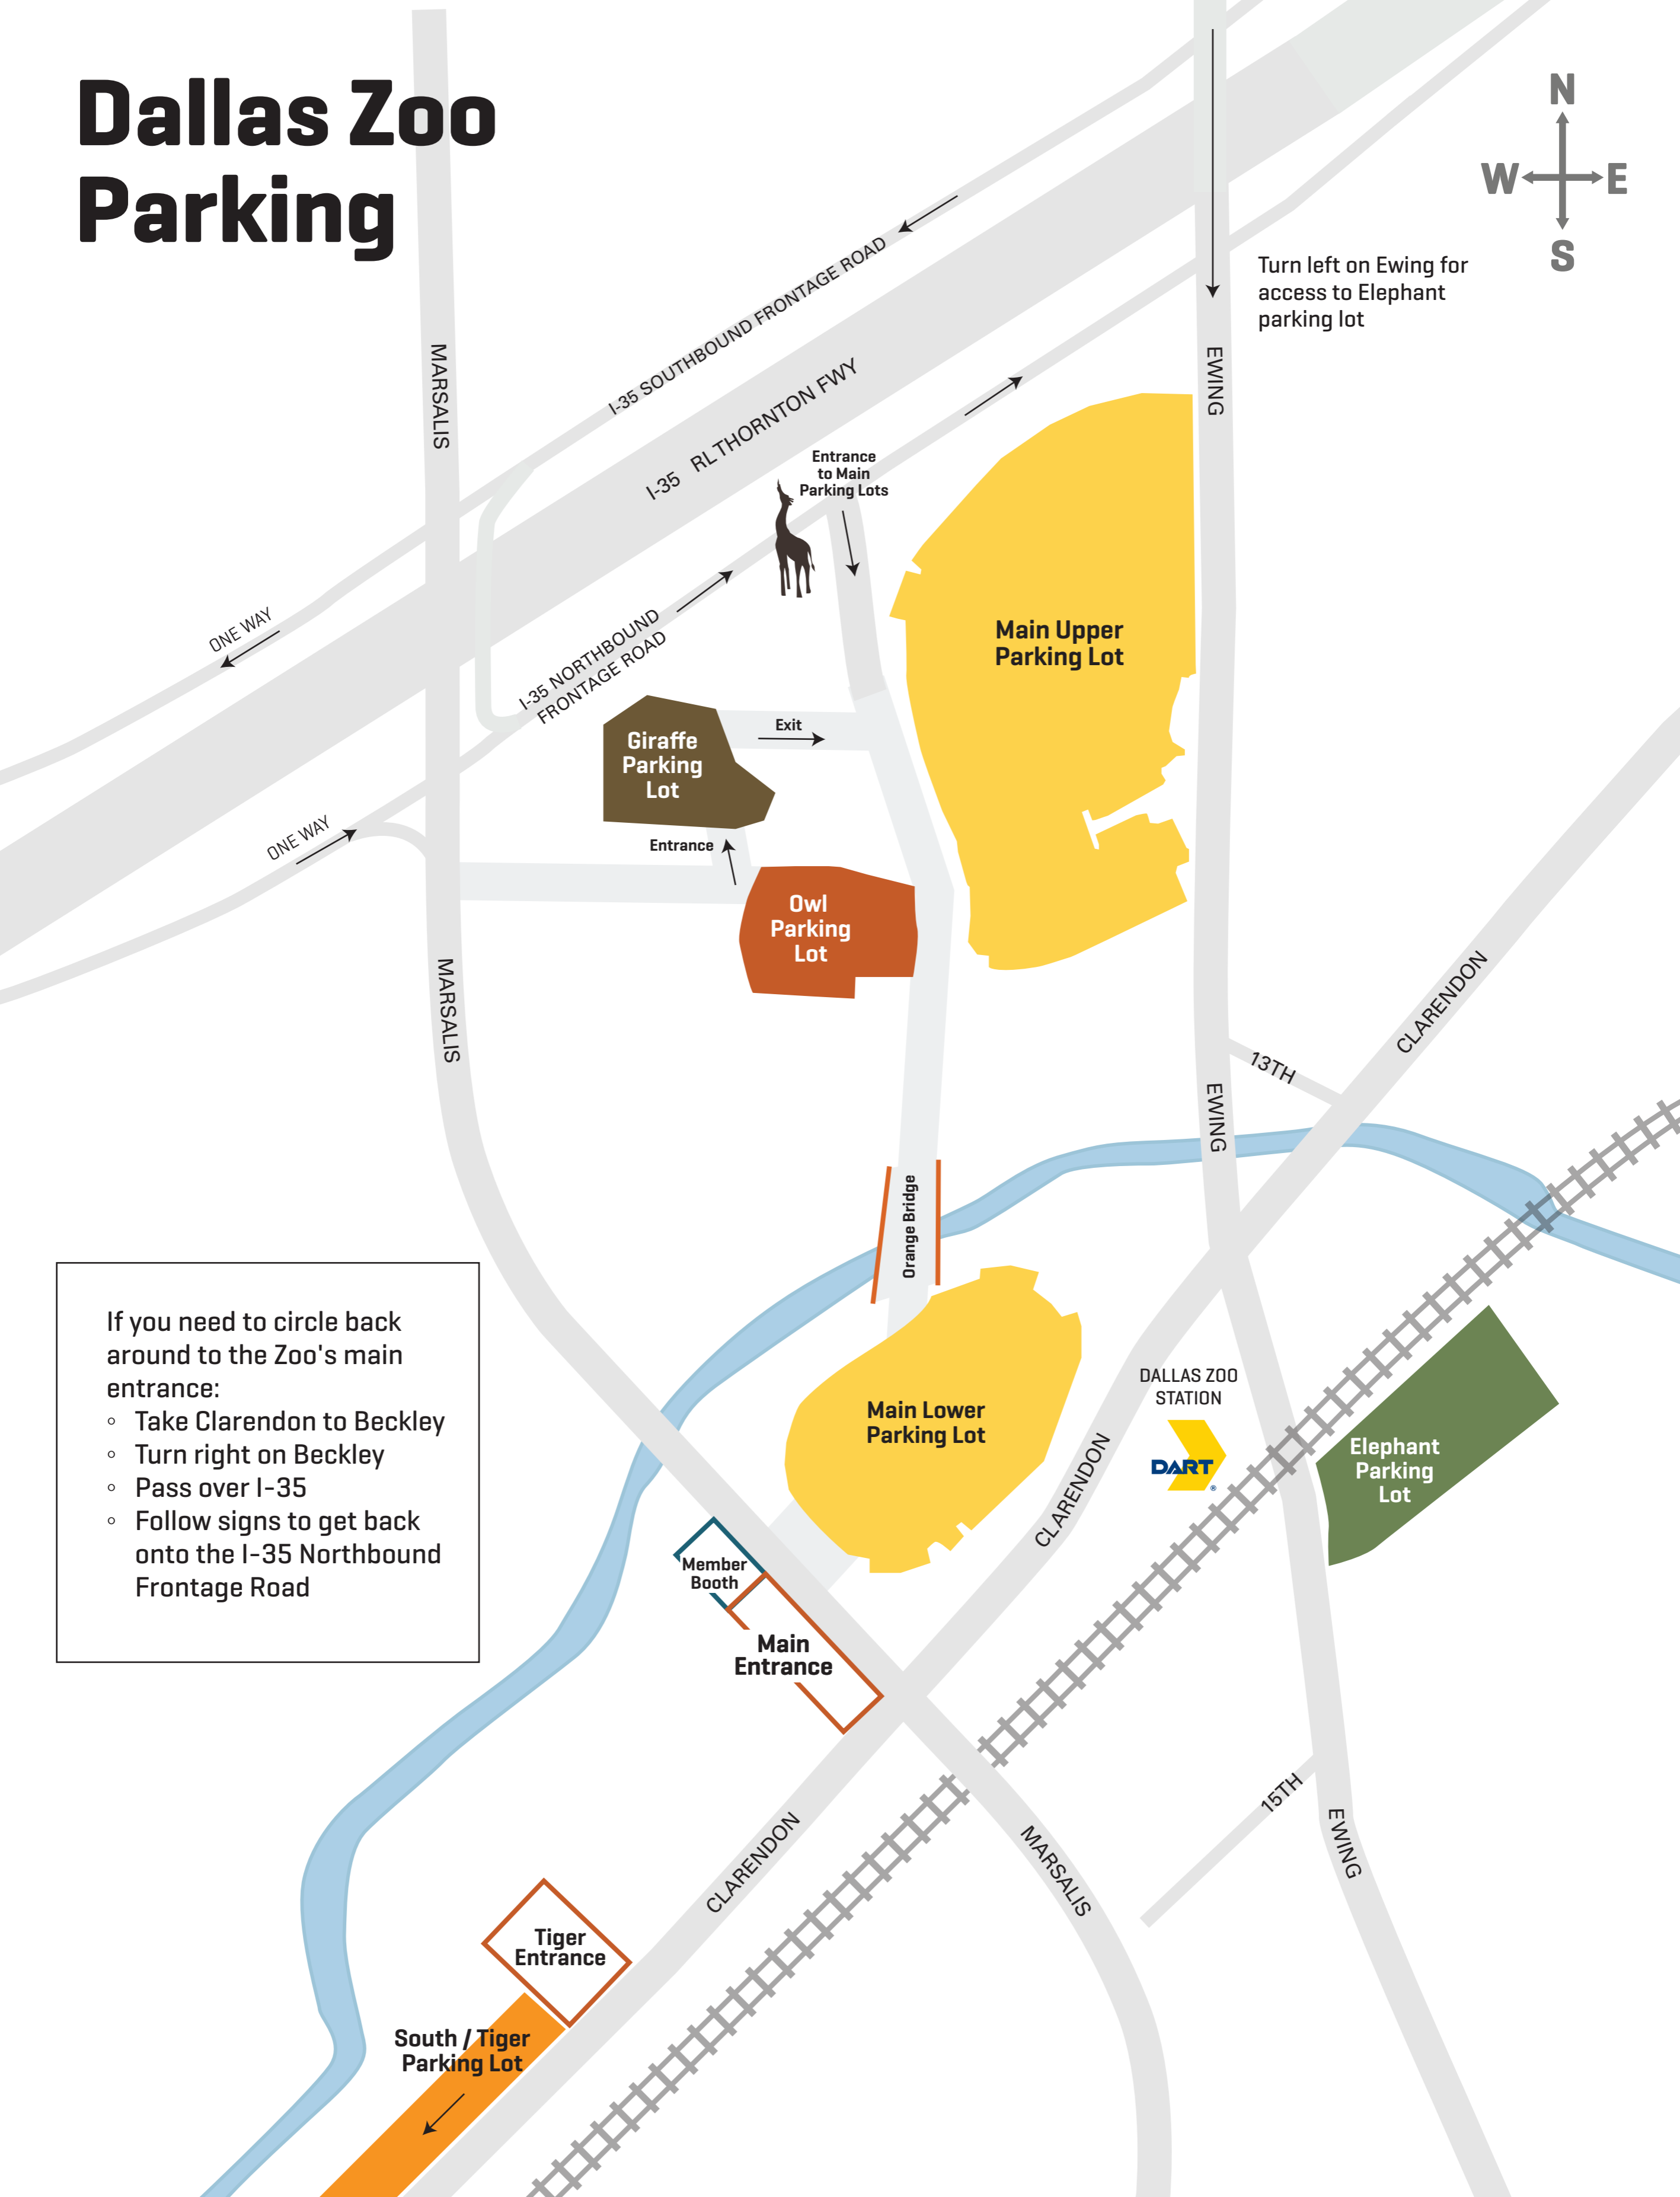 Dallas Zoo
Parking
N
W E
S
Turn left on Ewing for
access to Elephant
parking lot
I-35 SOUTHBOUND FRONTAGE ROAD
MARSALIS
EWING
I-35 RL THORNTON FWY
Entrance
to Main
Parking Lots
ONE WAY
I-35 NORTHBOUND
FRONTAGE ROAD
Main Upper
Parking Lot
Giraffe
Parking
Lot
Exit
ONE WAY
Entrance
Owl
Parking
Lot
MARSALIS
CLARENDON
13TH
EWING
Orange Bridge
If you need to circle back
around to the Zoo's main
entrance:
◦ Take Clarendon to Beckley
◦ Turn right on Beckley
◦ Pass over I-35
◦ Follow signs to get back
onto the I-35 Northbound
Frontage Road
Main Lower
Parking Lot
DALLAS ZOO
STATION
DART
®
Elephant
Parking
Lot
CLARENDON
Member
Booth
Main
Entrance
15TH
EWING
CLARENDON
MARSALIS
Tiger
Entrance
South / Tiger
Parking Lot